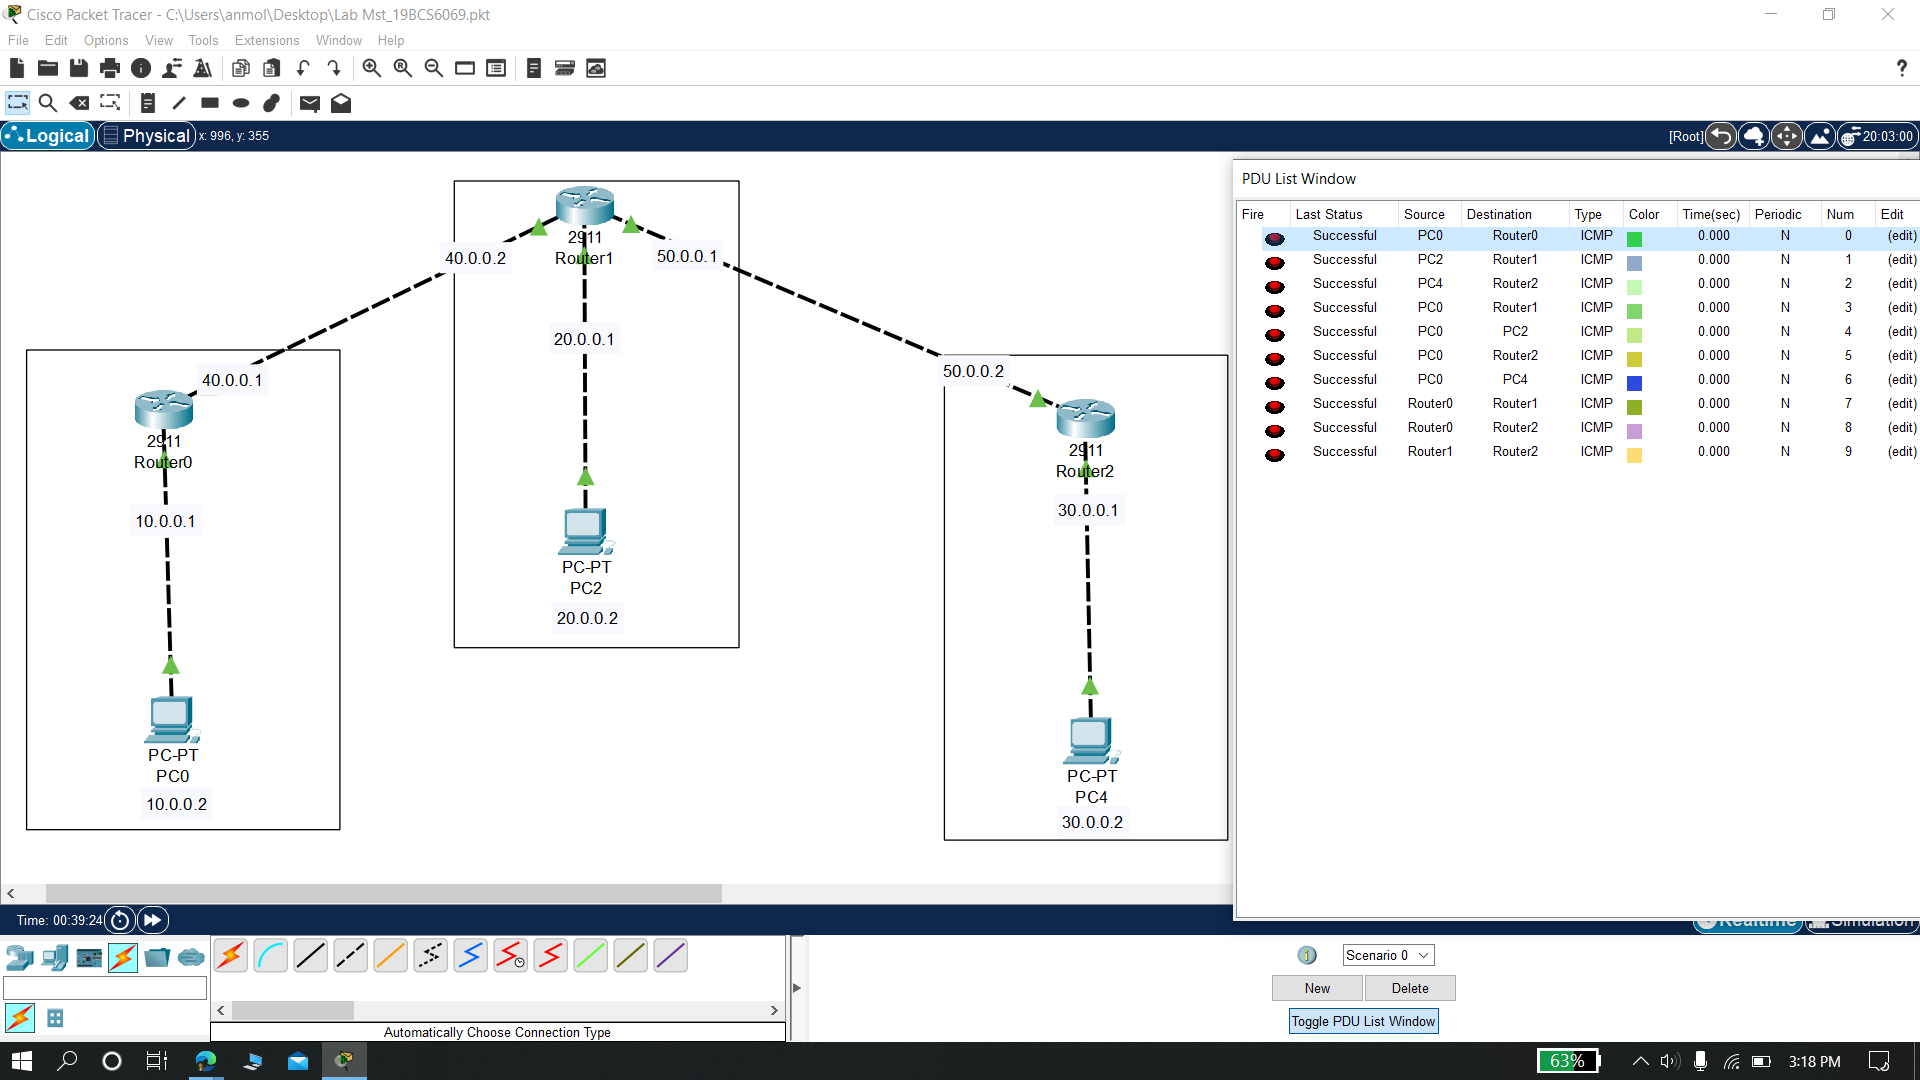 Cisco Packet Tracer - C:\Users\anmol\Desktop\Lab Mst_19BCS6069.pkt
File Edit Options View Tools Extensions Window Help
?
Logical Physical x: 996, y: 355
[Root] 20:03:00
2911
Router1
40.0.0.2
50.0.0.1
20.0.0.1
PC-PT
PC2
20.0.0.2
40.0.0.1
2911
Router0
10.0.0.1
PC-PT
PC0
10.0.0.2
50.0.0.2
2911
Router2
30.0.0.1
PC-PT
PC4
30.0.0.2
PDU List Window
Fire Last Status Source Destination Type Color Time(sec) Periodic Num Edit
Successful PC0 Router0 ICMP 0.000 N 0 (edit)
Successful PC2 Router1 ICMP 0.000 N 1 (edit)
Successful PC4 Router2 ICMP 0.000 N 2 (edit)
Successful PC0 Router1 ICMP 0.000 N 3 (edit)
Successful PC0 PC2 ICMP 0.000 N 4 (edit)
Successful PC0 Router2 ICMP 0.000 N 5 (edit)
Successful PC0 PC4 ICMP 0.000 N 6 (edit)
Successful Router0 Router1 ICMP 0.000 N 7 (edit)
Successful Router0 Router2 ICMP 0.000 N 8 (edit)
Successful Router1 Router2 ICMP 0.000 N 9 (edit)
Time: 00:39:24
Realtime Simulation
Automatically Choose Connection Type
Scenario 0
New Delete
Toggle PDU List Window
63% 3:18 PM